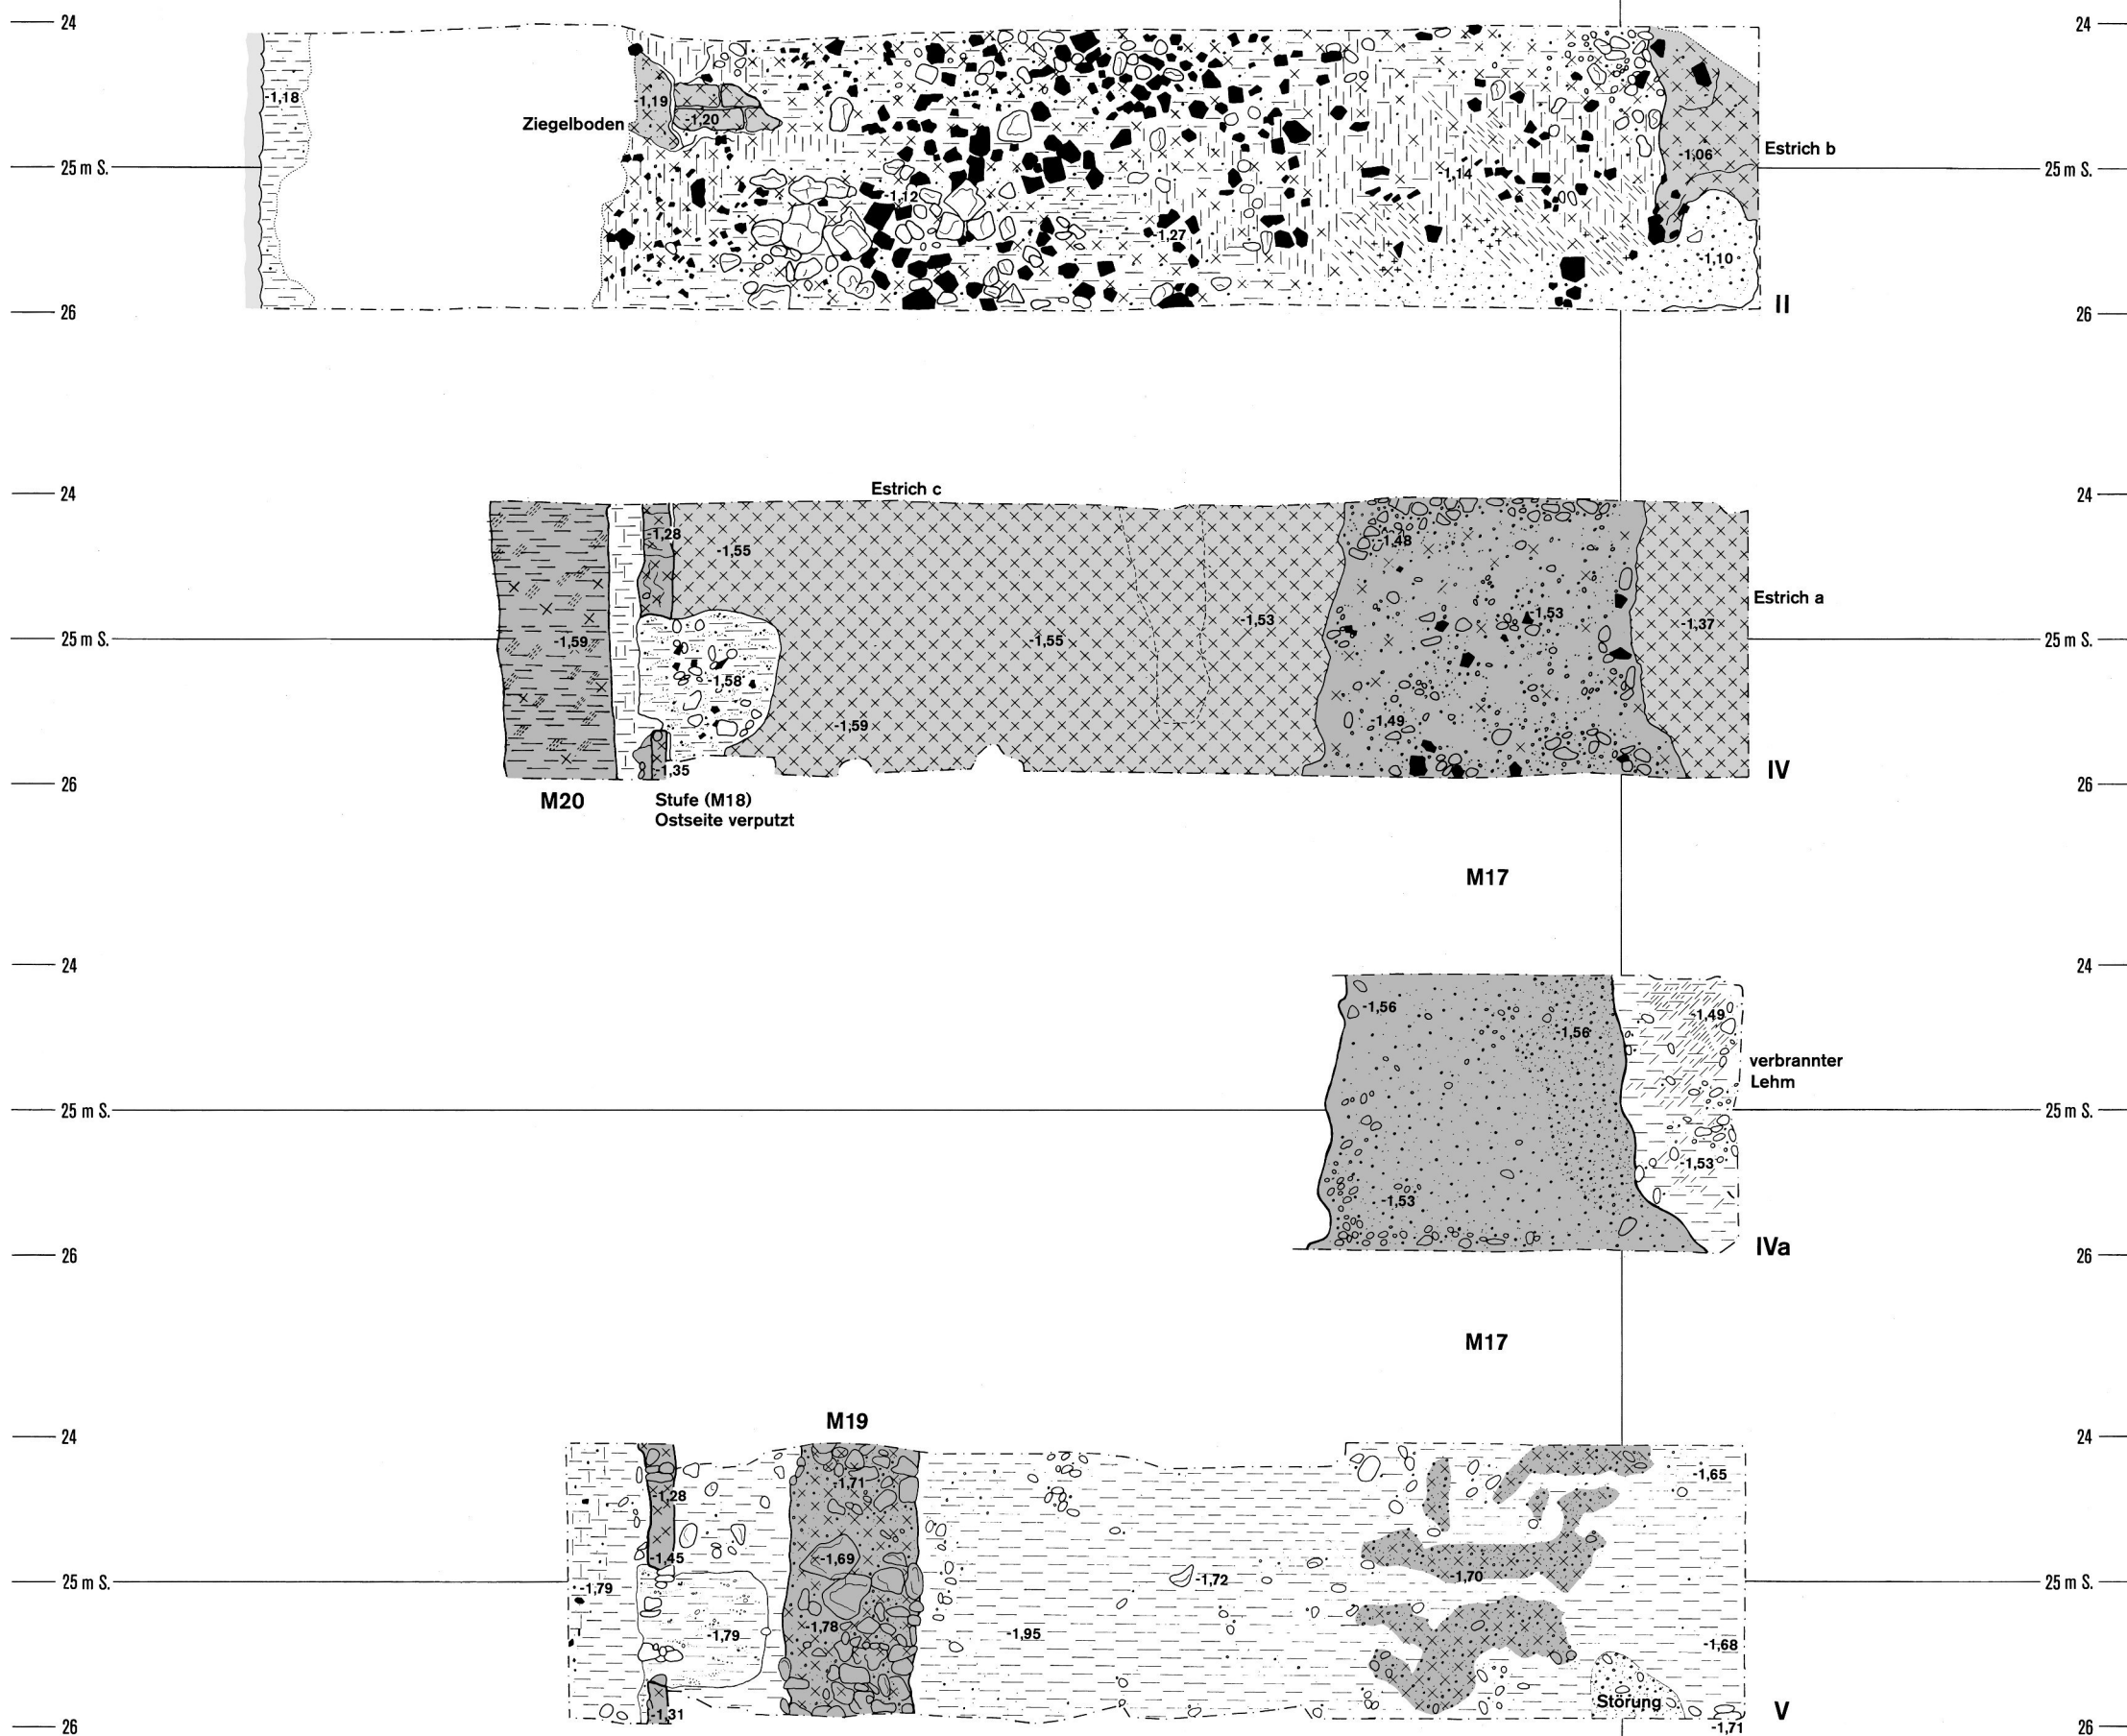 24
24
-1,18
-1,19
-1,20
Ziegelboden
Estrich b
-1,06
25 m S.
25 m S.
-1,14
-1,12
-1,27
-1,10
26
26
II
Estrich c
24
24
-1,28
-1,48
-1,55
Estrich a
-1,53
-1,53
-1,37
25 m S.
-1,59
-1,55
25 m S.
-1,58
-1,49
-1,59
-1,35
IV
26
26
M20
Stufe (M18)
Ostseite verputzt
M17
24
24
-1,56
-1,49
-1,56
verbrannter
Lehm
25 m S.
25 m S.
-1,53
-1,53
IVa
26
26
M17
M19
24
24
-1,65
-1,71
-1,28
-1,45
-1,69
-1,70
-1,72
25 m S.
-1,79
25 m S.
-1,78
-1,79
-1,95
-1,68
Störung
-1,31
V
26
-1,71
26